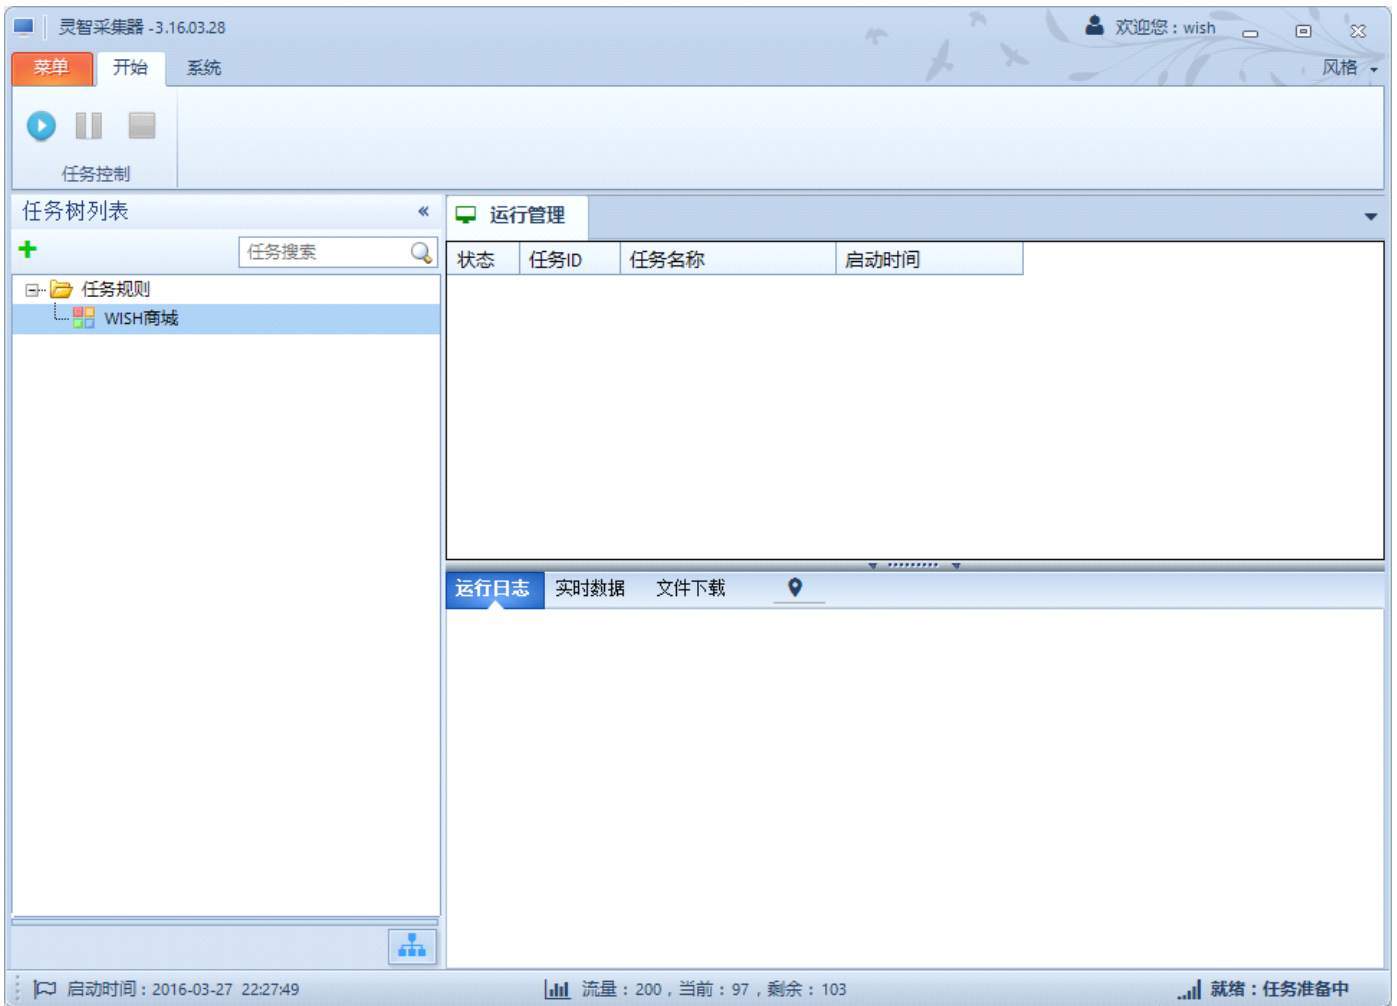 灵智采集器 -3.16.03.28
欢迎您：wish
菜单 开始 系统
风格
任务控制
任务树列表 «
运行管理
任务搜索
状态 任务ID 任务名称 启动时间
任务规则
WISH商城
运行日志 实时数据 文件下载
启动时间：2016-03-27 22:27:49
流量：200，当前：97，剩余：103
就绪：任务准备中